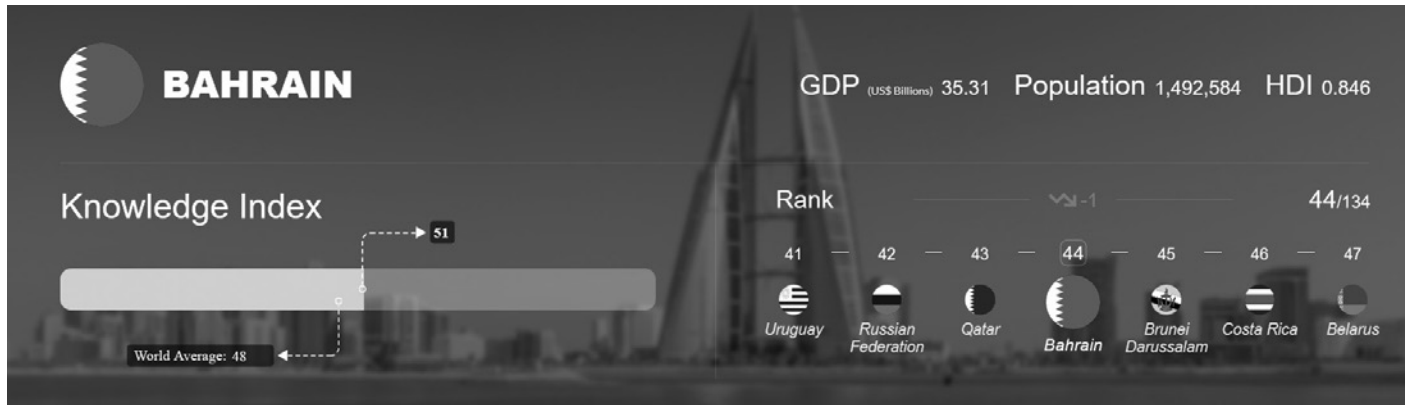 BAHRAIN
GDP (US$ Billions) 35.31 Population 1,492,584 HDI 0.846
Knowledge Index
51
World Average: 48
Rank -1 44/134
41 42 43 44 45 46 47
Uruguay Russian Federation Qatar Bahrain Brunei Darussalam Costa Rica Belarus